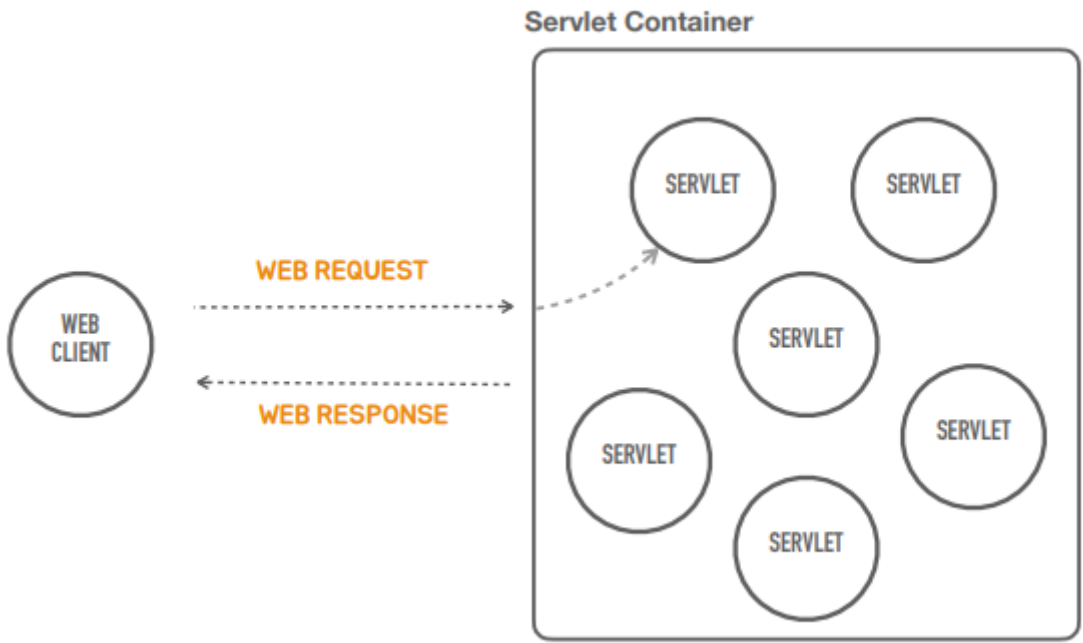 Servlet Container
SERVLET
SERVLET
WEB REQUEST
WEB
CLIENT
SERVLET
WEB RESPONSE
SERVLET
SERVLET
SERVLET